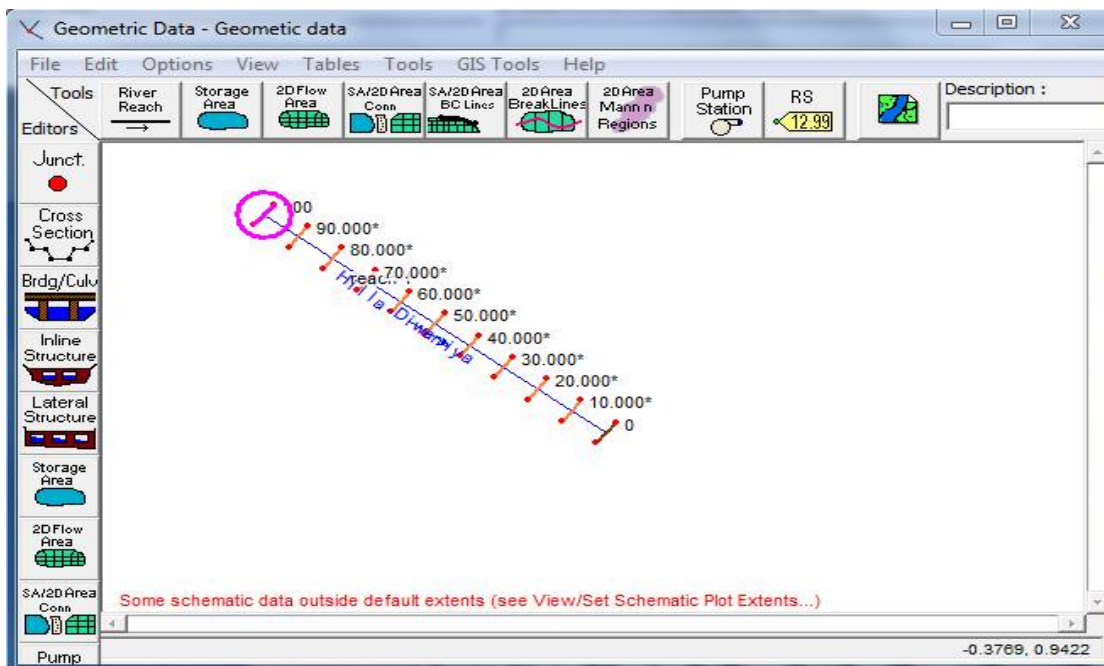 Geometric Data - Geometic data
File Edit Options View Tables Tools GIS Tools Help
Tools
Editors
River
Reach
Storage
Area
2D Flow
Area
SA/2D Area
Conn
SA/2D Area
BC Lines
2D Area
BreakLines
2D Area
Mann n
Regions
Pump
Station
RS
12.99
Description :
Junct.
Cross
Section
Brdg/Culv
Inline
Structure
Lateral
Structure
Storage
Area
2D Flow
Area
SA/2D Area
Conn
Pump
90.000*
80.000*
70.000*
60.000*
50.000*
40.000*
30.000*
20.000*
10.000*
0
Some schematic data outside default extents (see View/Set Schematic Plot Extents...)
-0.3769, 0.9422